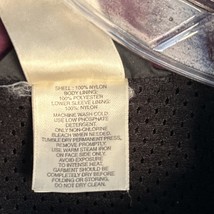 SHELL: 100% NYLON
BODY LINING:
100% POLYESTER
LOWER SLEEVE LINING:
100% NYLON
MACHINE WASH COLD
USE LOW PHOSPHATE
DETERGENT.
ONLY NON-CHLORINE
BLEACH WHEN NEEDED
TUMBLE DRY PERMANENT PRESS.
REMOVE PROMPTLY
USE WARM STEAM IRON
ON FACE SIDE ONLY.
AVOID EXPOSURE
TO INTENSE HEAT
GARMENT SHOULD BE
COMPLETELY DRY BEFORE
FOLDING OR STORING.
DO NOT DRY CLEAN.